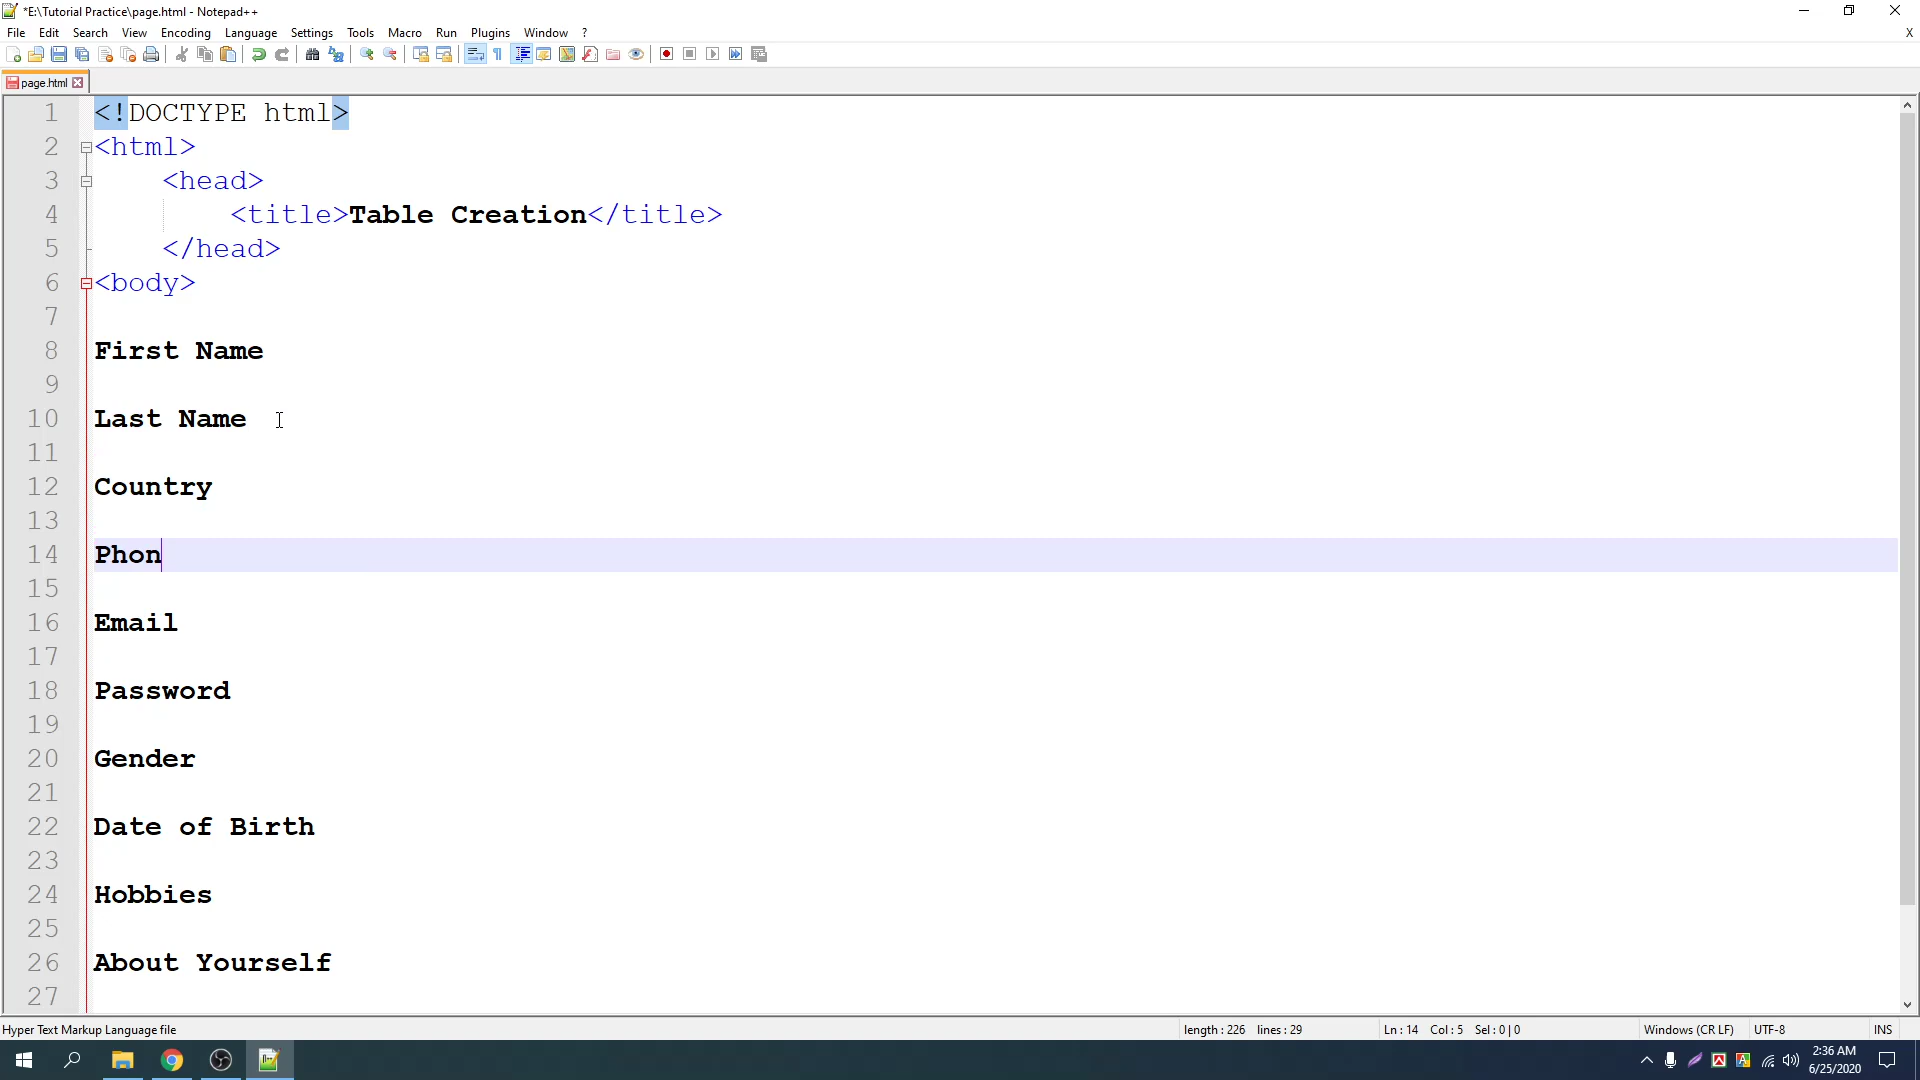 *E:\Tutorial Practice\page.html - Notepad++
File Edit Search View Encoding Language Settings Tools Macro Run Plugins Window ? X
page.html
1 <!DOCTYPE html>
2 <html>
3 <head>
4 <title>Table Creation</title>
5 </head>
6 <body>
7
8 First Name
9
10 Last Name
11
12 Country
13
14 Phon
15
16 Email
17
18 Password
19
20 Gender
21
22 Date of Birth
23
24 Hobbies
25
26 About Yourself
27
Hyper Text Markup Language file length : 226 lines : 29 Ln : 14 Col : 5 Sel : 0 | 0 Windows (CR LF) UTF-8 INS
2:36 AM
6/25/2020